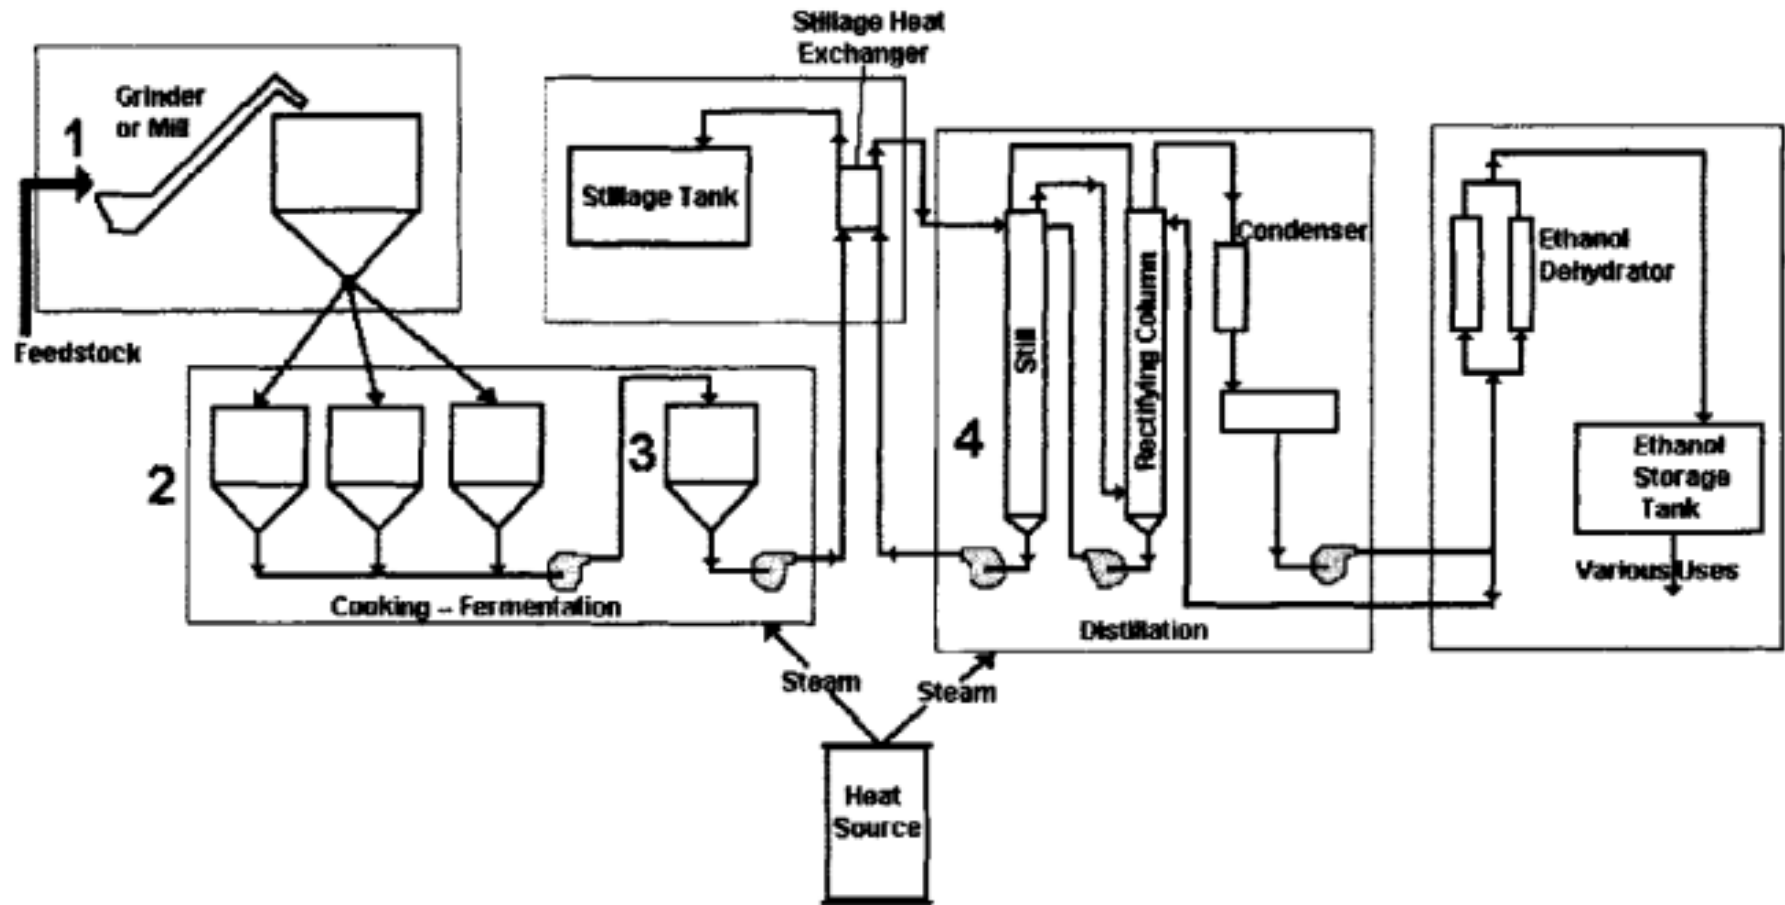 Stillage Heat
Exchanger
Grinder
or Mill
1
Feedstock
Stillage Tank
Condenser
Ethanol
Dehydrator
Still
Rectifying Column
2
3
4
Ethanol
Storage
Tank
Various Uses
Cooking – Fermentation
Distillation
Steam
Steam
Heat
Source